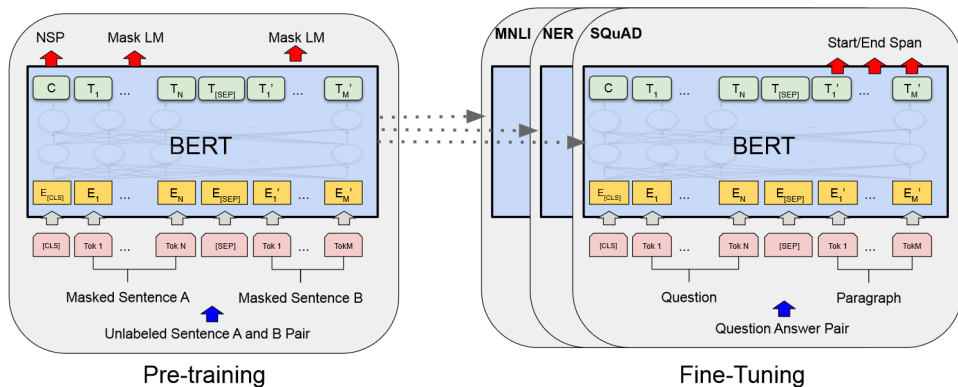 NSP Mask LM Mask LM
C T1 ... TN T[SEP] T1' ... TM'
BERT
E[CLS] E1 ... EN E[SEP] E1' ... EM'
[CLS] Tok 1 ... Tok N [SEP] Tok 1 ... TokM
Masked Sentence A Masked Sentence B
Unlabeled Sentence A and B Pair
Pre-training
MNLI NER SQuAD
Start/End Span
C T1 ... TN T[SEP] T1' ... TM'
BERT
E[CLS] E1 ... EN E[SEP] E1' ... EM'
[CLS] Tok 1 ... Tok N [SEP] Tok 1 ... TokM
Question Paragraph
Question Answer Pair
Fine-Tuning